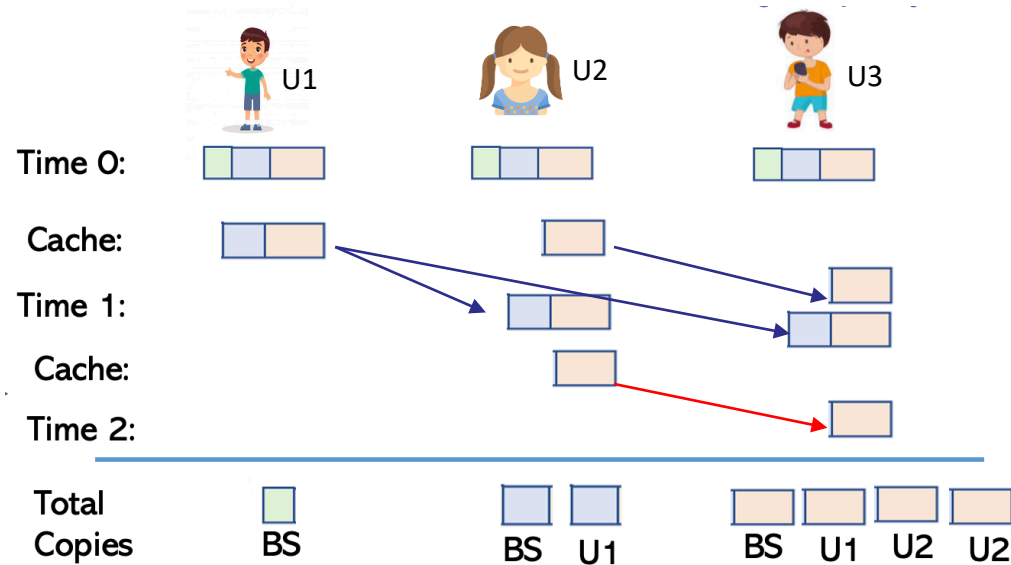 U1
U2
U3
Time 0:
Cache:
Time 1:
Cache:
Time 2:
Total
Copies
BS
BS U1
BS U1 U2 U2